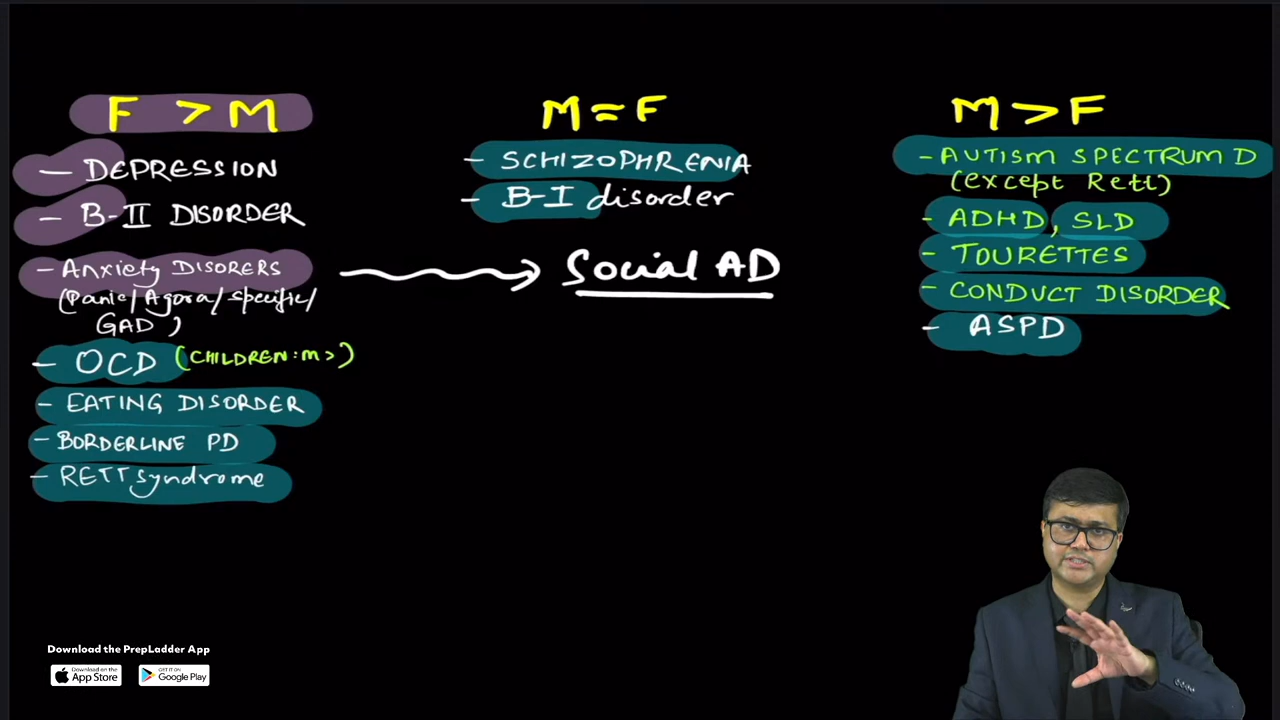 F > M
— DEPRESSION
— B-II DISORDER
- Anxiety DISORERS
(Panic/Agora/specific/
GAD)
- OCD (CHILDREN: M>)
- EATING DISORDER
- BORDERLINE PD
- RETT syndrome
M = F
- SCHIZOPHRENIA
- B-I disorder
Social AD
M > F
- AUTISM SPECTRUM D
(except Rett)
- ADHD, SLD
- TOURETTES
- CONDUCT DISORDER
- ASPD
Download the PrepLadder App
Download on the App Store
GET IT ON Google Play